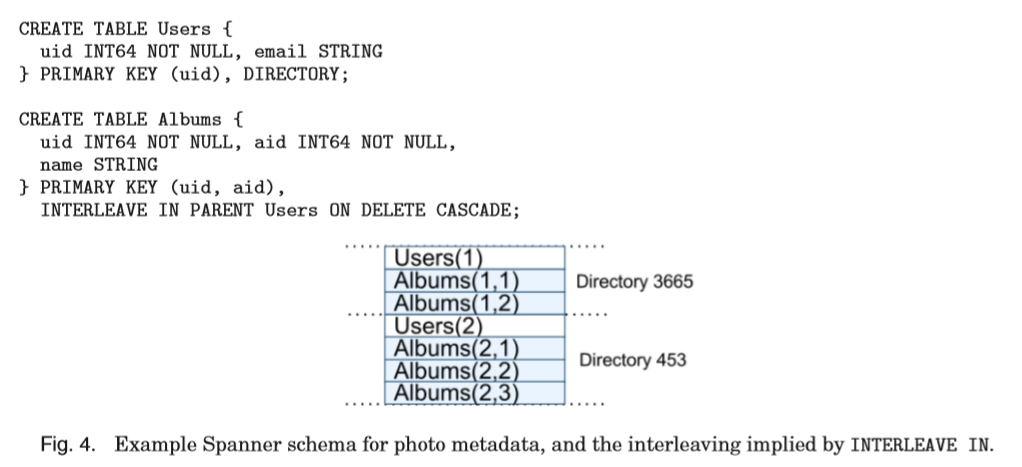 CREATE TABLE Users {
uid INT64 NOT NULL, email STRING
} PRIMARY KEY (uid), DIRECTORY;
CREATE TABLE Albums {
uid INT64 NOT NULL, aid INT64 NOT NULL,
name STRING
} PRIMARY KEY (uid, aid),
INTERLEAVE IN PARENT Users ON DELETE CASCADE;
Users(1)
Albums(1,1)
Directory 3665
Albums(1,2)
Users(2)
Albums(2,1)
Directory 453
Albums(2,2)
Albums(2,3)
Fig. 4. Example Spanner schema for photo metadata, and the interleaving implied by INTERLEAVE IN.